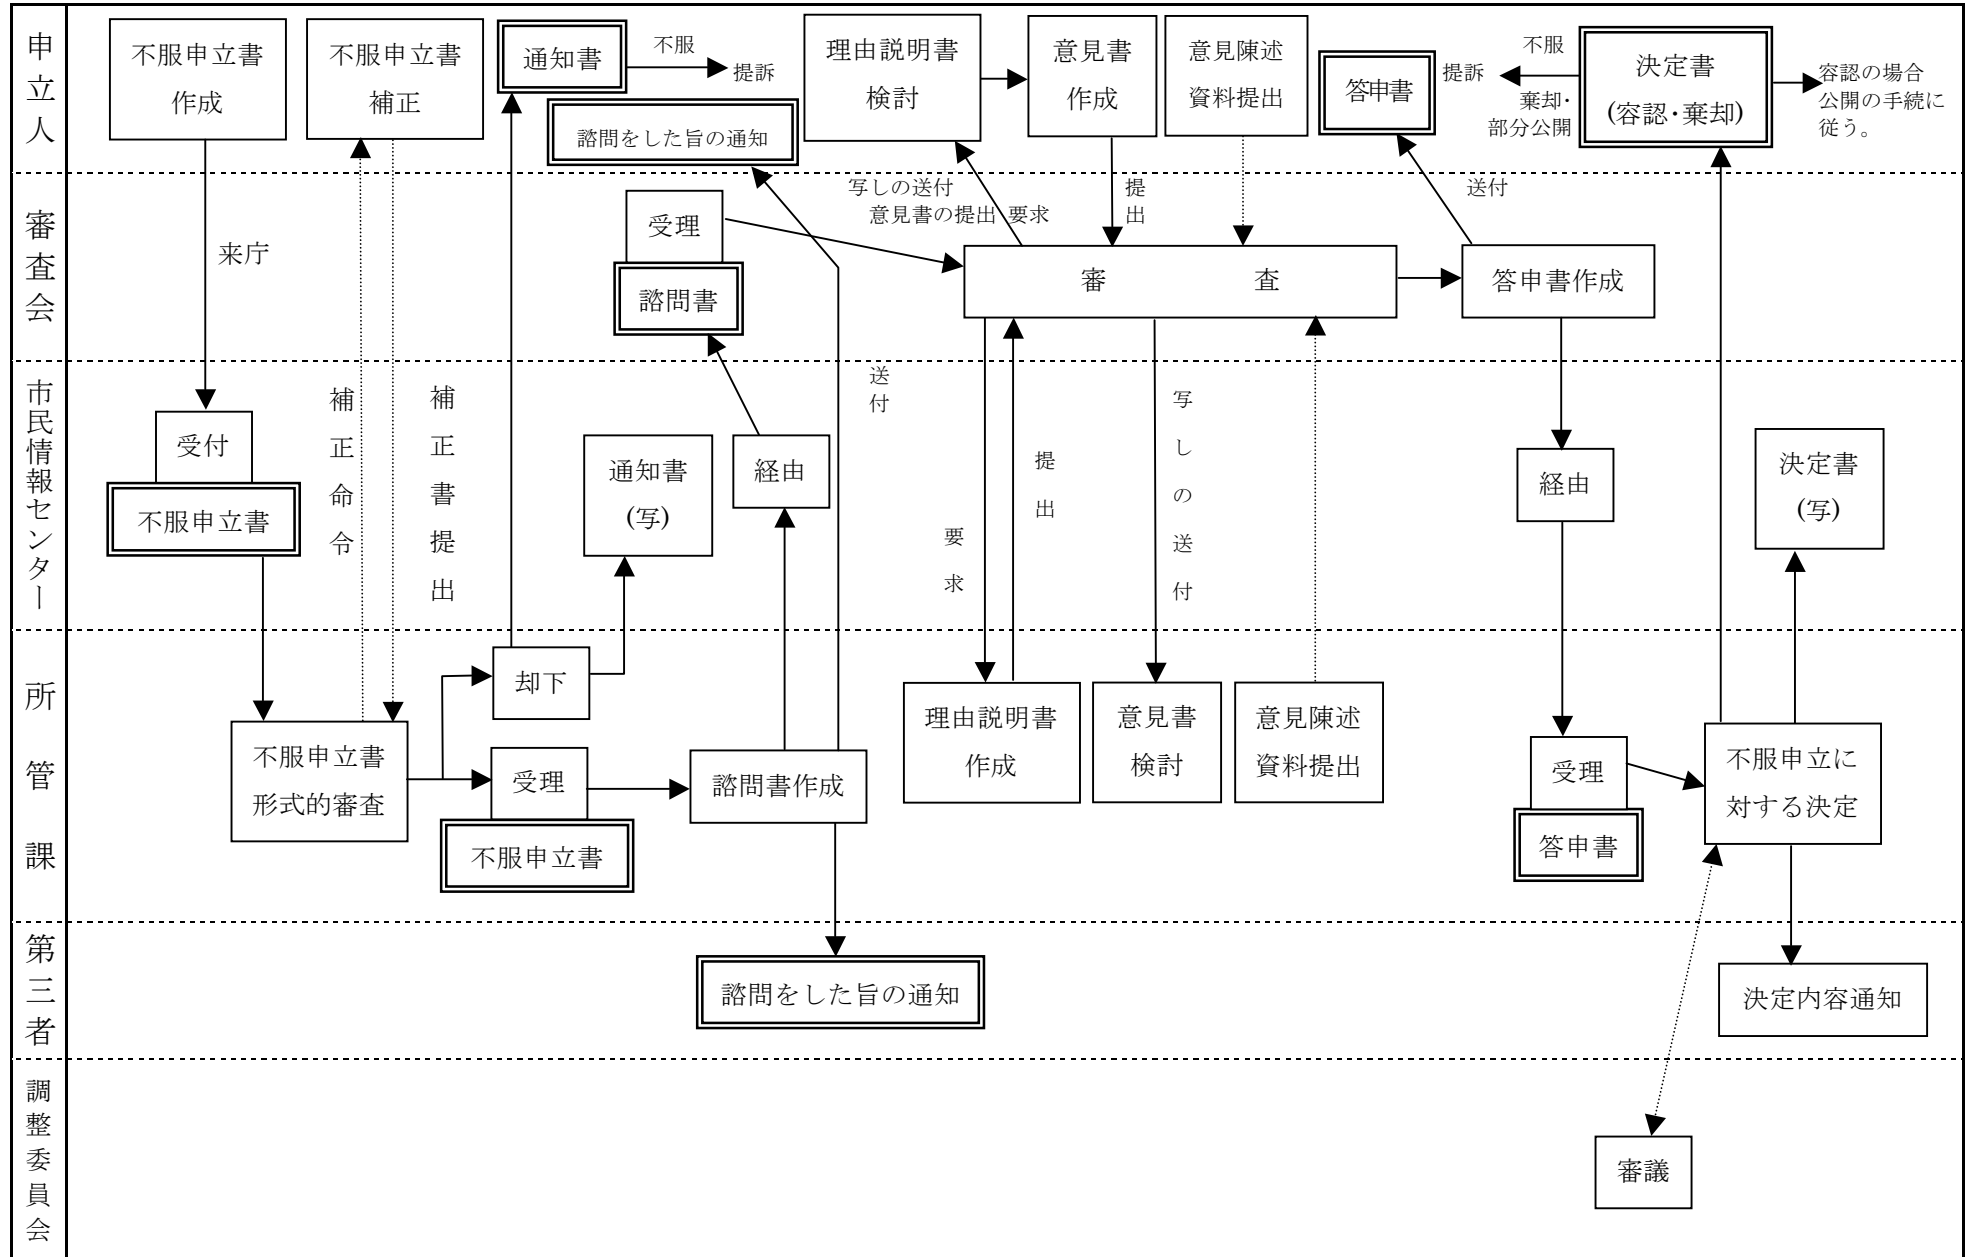 申立人
不服申立書
作成
不服申立書
補正
通知書
不服
提訴
諮問をした旨の通知
理由説明書
検討
意見書
作成
意見陳述
資料提出
答申書
提訴
不服
棄却・
部分公開
決定書
(容認・棄却)
容認の場合
公開の手続に
従う。
審査会
来庁
受理
諮問書
写しの送付
意見書の提出 要求
提出
送付
審査
答申書作成
市民情報センター
受付
不服申立書
補正命令
補正書提出
通知書
(写)
経由
送付
要求
提出
写しの送付
経由
決定書
(写)
所管課
不服申立書
形式的審査
却下
受理
不服申立書
諮問書作成
理由説明書
作成
意見書
検討
意見陳述
資料提出
受理
答申書
不服申立に
対する決定
第三者
諮問をした旨の通知
決定内容通知
調整委員会
審議